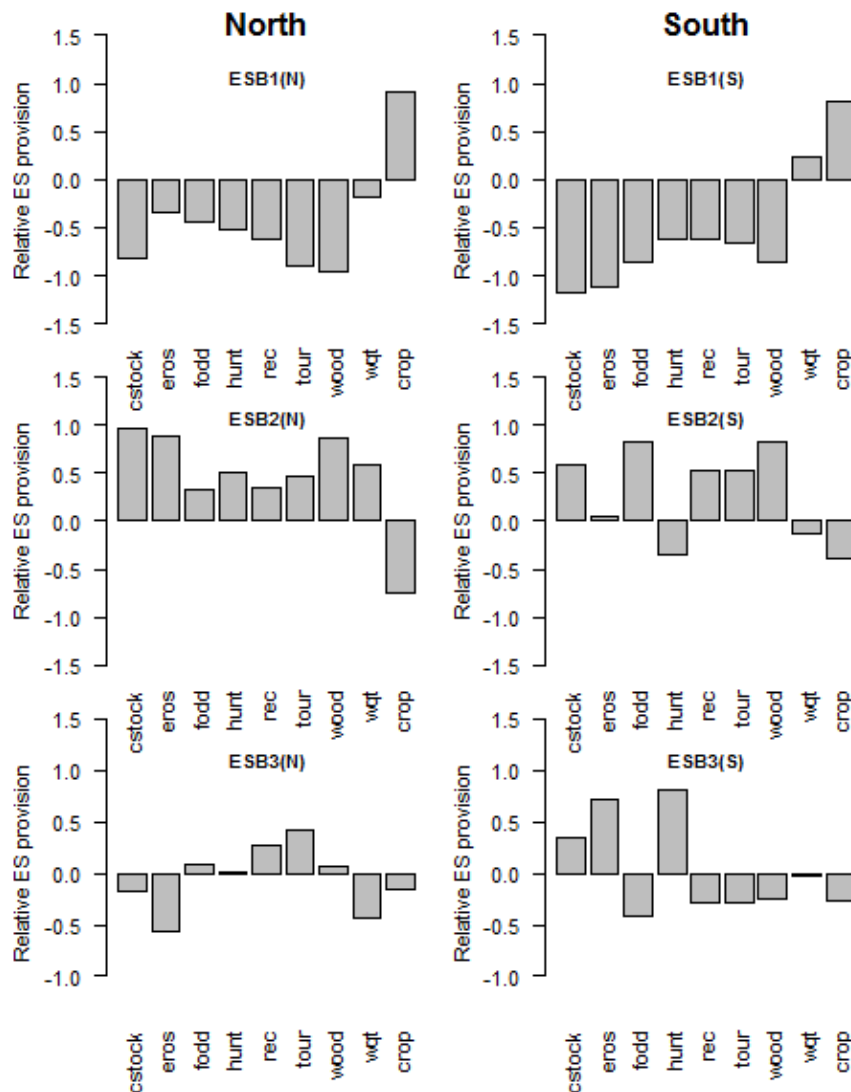 North
South
ESB1(N)
Relative ES provision
1.5
1.0
0.5
0.0
-0.5
-1.0
-1.5
cstock
eros
fodd
hunt
rec
tour
wood
wqt
crop
ESB1(S)
Relative ES provision
1.5
1.0
0.5
0.0
-0.5
-1.0
-1.5
cstock
eros
fodd
hunt
rec
tour
wood
wqt
crop
ESB2(N)
Relative ES provision
1.5
1.0
0.5
0.0
-0.5
-1.0
-1.5
cstock
eros
fodd
hunt
rec
tour
wood
wqt
crop
ESB2(S)
Relative ES provision
1.5
1.0
0.5
0.0
-0.5
-1.0
-1.5
cstock
eros
fodd
hunt
rec
tour
wood
wqt
crop
ESB3(N)
Relative ES provision
1.5
1.0
0.5
0.0
-0.5
-1.0
cstock
eros
fodd
hunt
rec
tour
wood
wqt
crop
ESB3(S)
Relative ES provision
1.5
1.0
0.5
0.0
-0.5
-1.0
cstock
eros
fodd
hunt
rec
tour
wood
wqt
crop